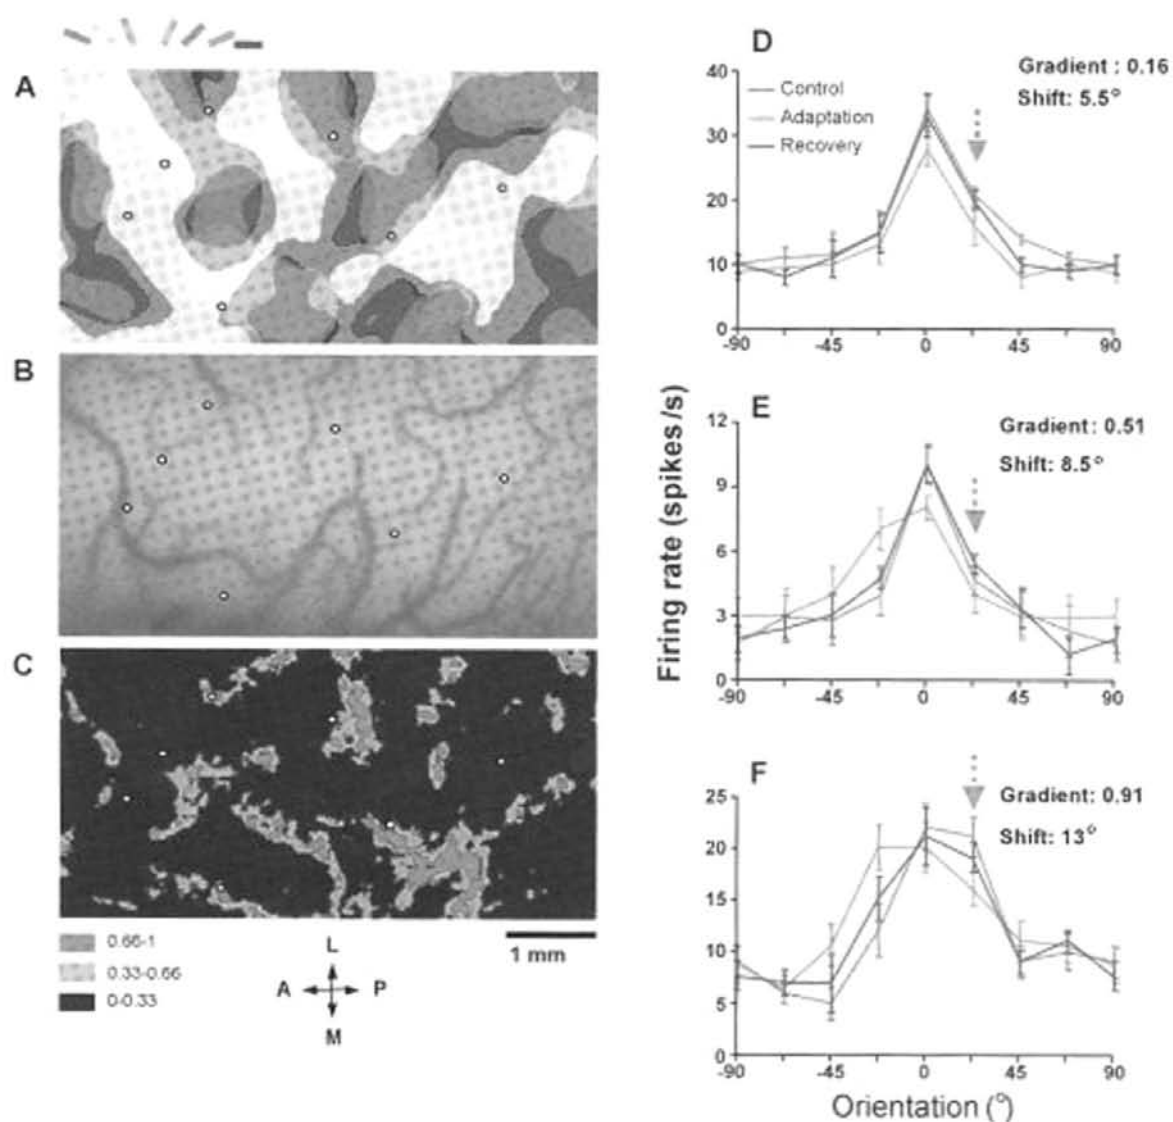 A
B
C
0.66-1
0.33-0.66
0-0.33
1 mm
L
A P
M
D
Gradient : 0.16
Shift: 5.5°
Control
Adaptation
Recovery
40
30
20
10
0
-90 -45 0 45 90
E
Gradient: 0.51
Shift: 8.5°
12
9
6
3
0
-90 -45 0 45 90
Firing rate (spikes/s)
F
Gradient: 0.91
Shift: 13°
25
20
15
10
5
0
-90 -45 0 45 90
Orientation (°)